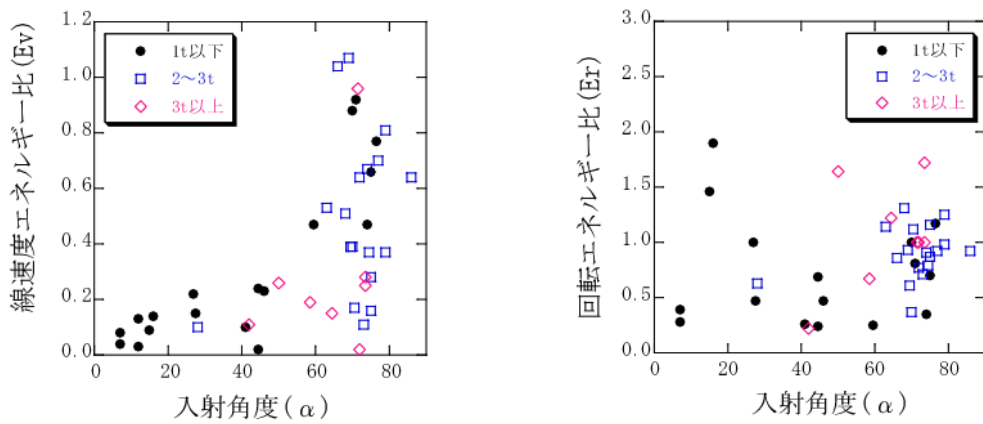 線速度エネルギー比(Ev)
1.2
1.0
0.8
0.6
0.4
0.2
0.0
1t以下
2～3t
3t以上
0 20 40 60 80
入射角度(α)
回転エネルギー比(Er)
3.0
2.5
2.0
1.5
1.0
0.5
0.0
1t以下
2～3t
3t以上
0 20 40 60 80
入射角度(α)